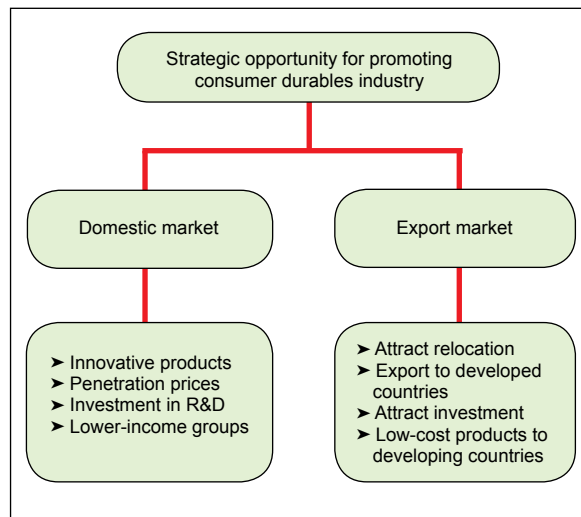 Strategic opportunity for promoting
consumer durables industry
Domestic market
Export market
➤ Innovative products
➤ Penetration prices
➤ Investment in R&D
➤ Lower-income groups
➤ Attract relocation
➤ Export to developed
countries
➤ Attract investment
➤ Low-cost products to
developing countries